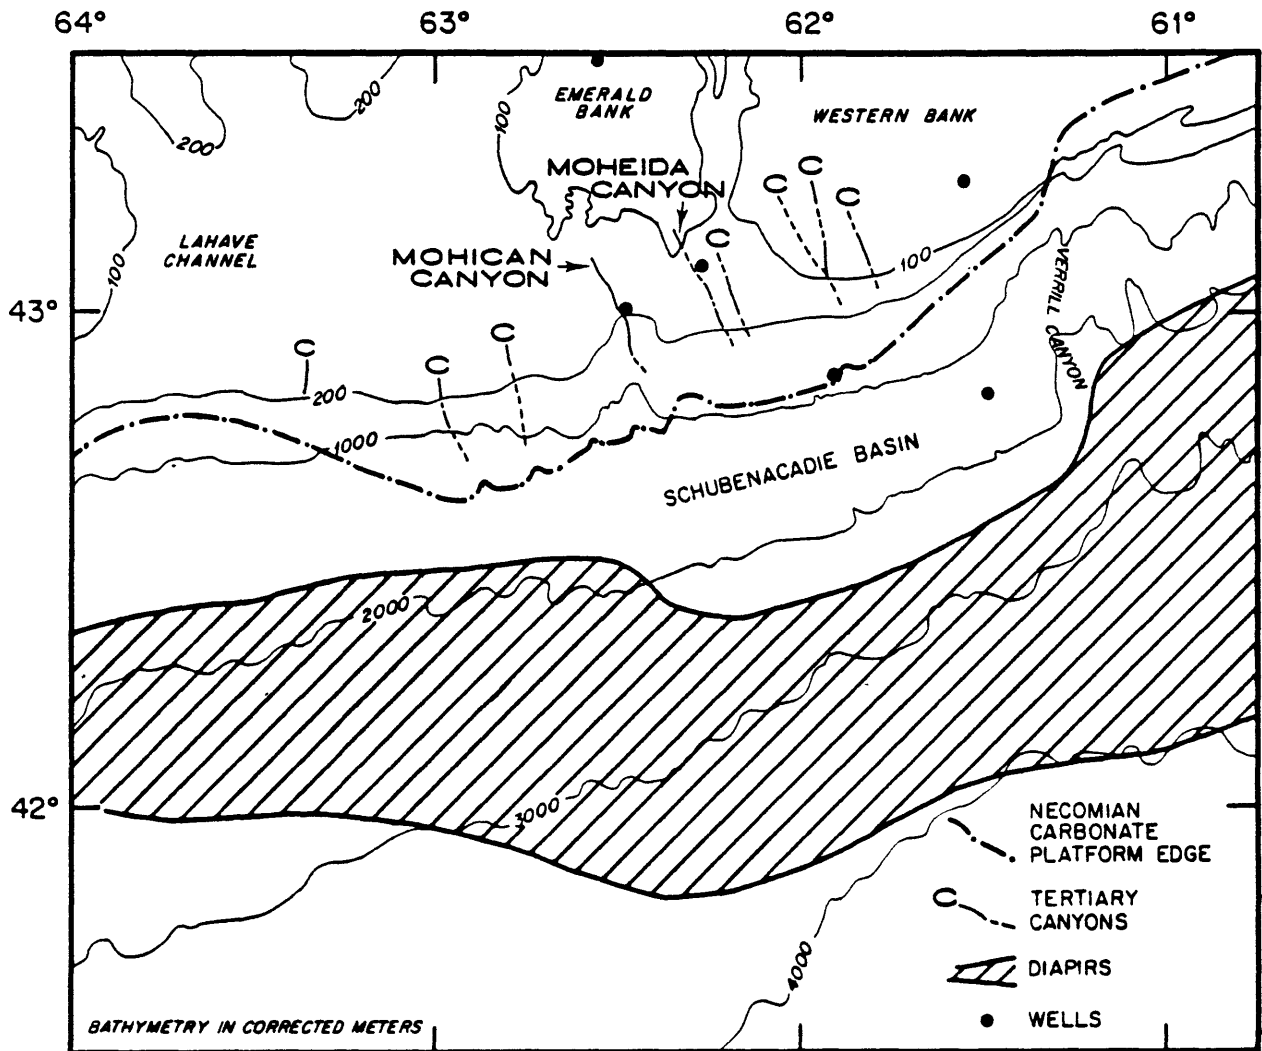 64° 63° 62° 61°
EMERALD
BANK
WESTERN BANK
200
200
100
MOHEIDA
CANYON
C
C
C
C
LAHAVE
CHANNEL
100
MOHICAN
CANYON
100
VERRILL CANYON
43°
C
C
C
200
1000
SCHUBENACADIE BASIN
2000
42°
3000
4000
NECOMIAN
CARBONATE
PLATFORM EDGE
C
TERTIARY
CANYONS
DIAPIRS
WELLS
BATHYMETRY IN CORRECTED METERS